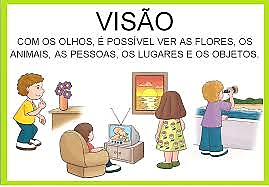 VISÃO
COM OS OLHOS, É POSSÍVEL VER AS FLORES, OS
ANIMAIS, AS PESSOAS, OS LUGARES E OS OBJETOS.